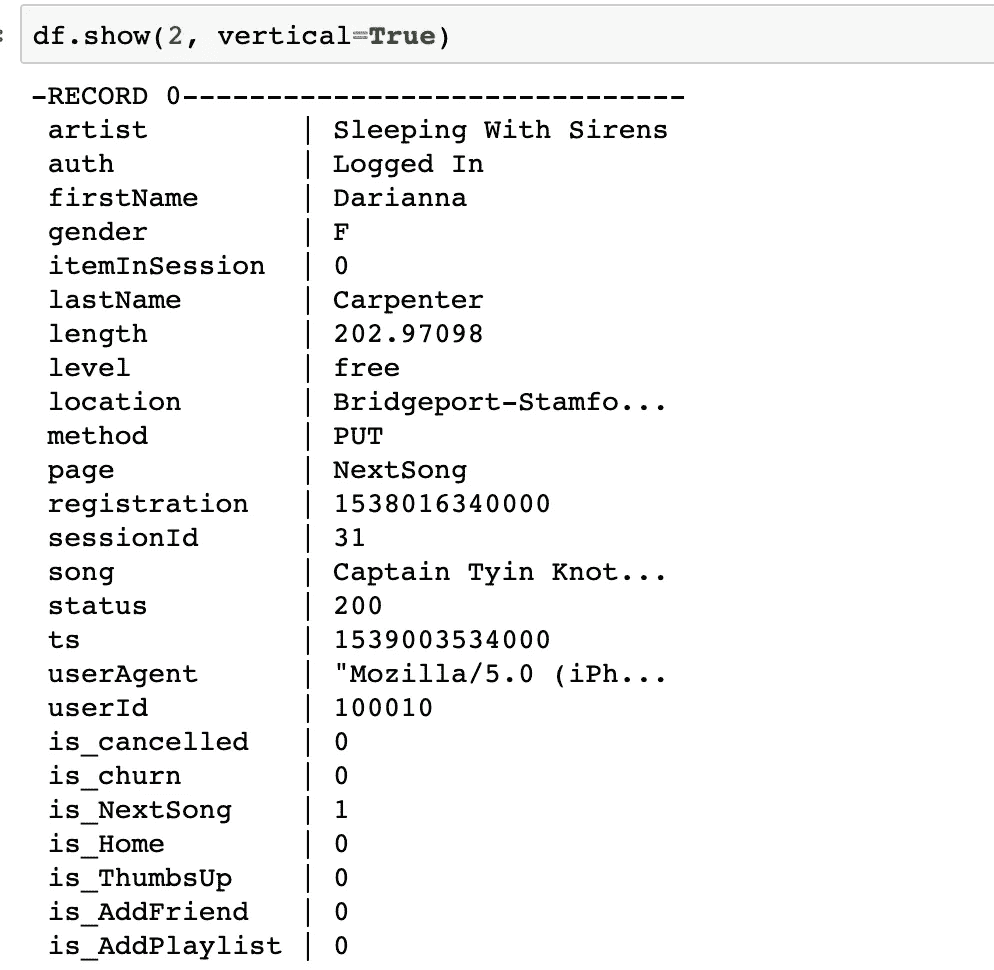 df.show(2, vertical=True)
-RECORD 0------------------------------
artist | Sleeping With Sirens
auth | Logged In
firstName | Darianna
gender | F
itemInSession | 0
lastName | Carpenter
length | 202.97098
level | free
location | Bridgeport-Stamfo...
method | PUT
page | NextSong
registration | 1538016340000
sessionId | 31
song | Captain Tyin Knot...
status | 200
ts | 1539003534000
userAgent | "Mozilla/5.0 (iPh...
userId | 100010
is_cancelled | 0
is_churn | 0
is_NextSong | 1
is_Home | 0
is_ThumbsUp | 0
is_AddFriend | 0
is_AddPlaylist | 0